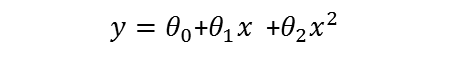 y = θ₀+θ₁x +θ₂x²